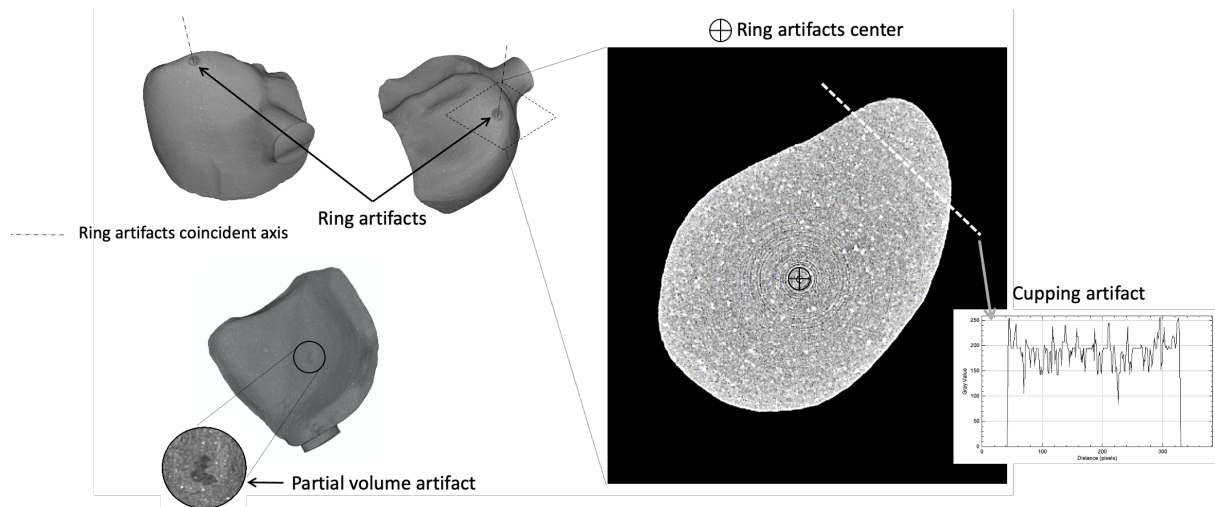 Ring artifacts center
Ring artifacts
Ring artifacts coincident axis
Cupping artifact
250
200
150
100
50
0
Gray Value
0
100
200
300
Distance (pixels)
Partial volume artifact